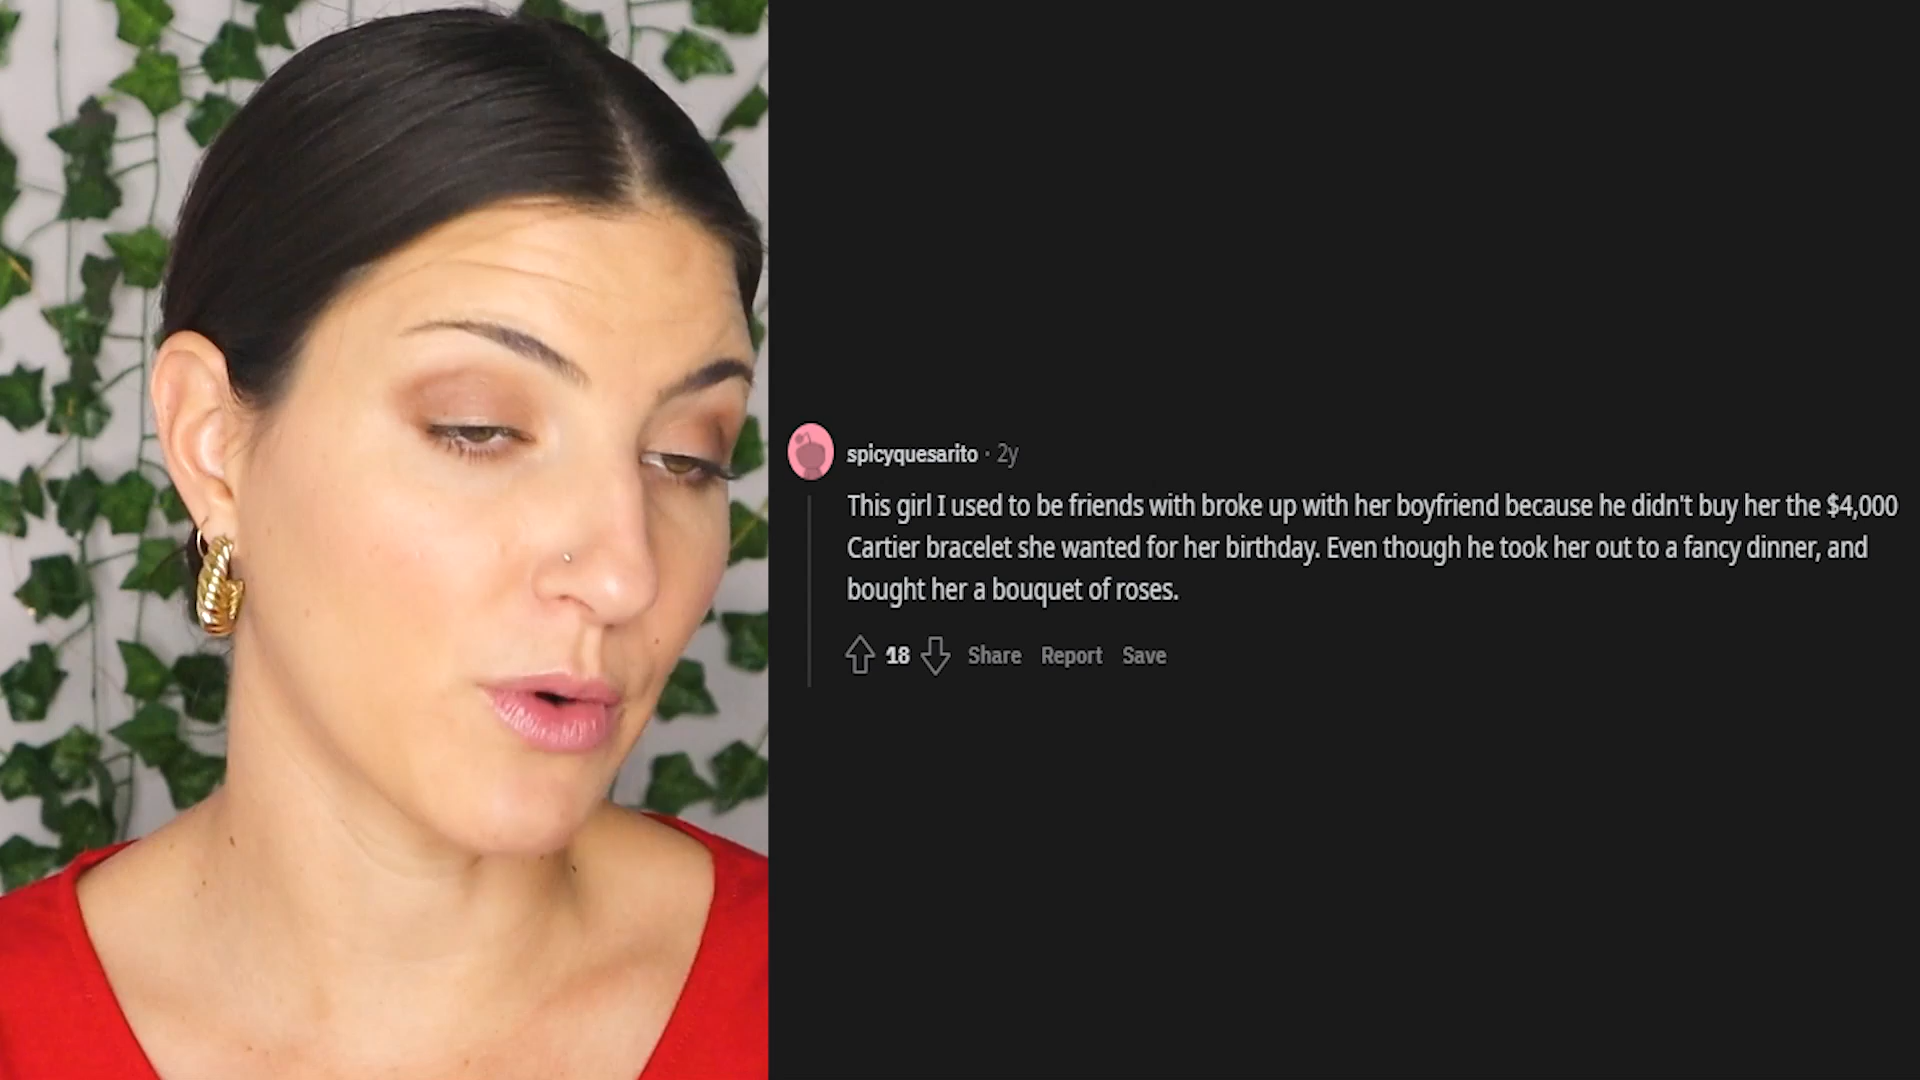 spicyquesarito · 2y
This girl I used to be friends with broke up with her boyfriend because he didn't buy her the $4,000
Cartier bracelet she wanted for her birthday. Even though he took her out to a fancy dinner, and
bought her a bouquet of roses.
18 Share Report Save